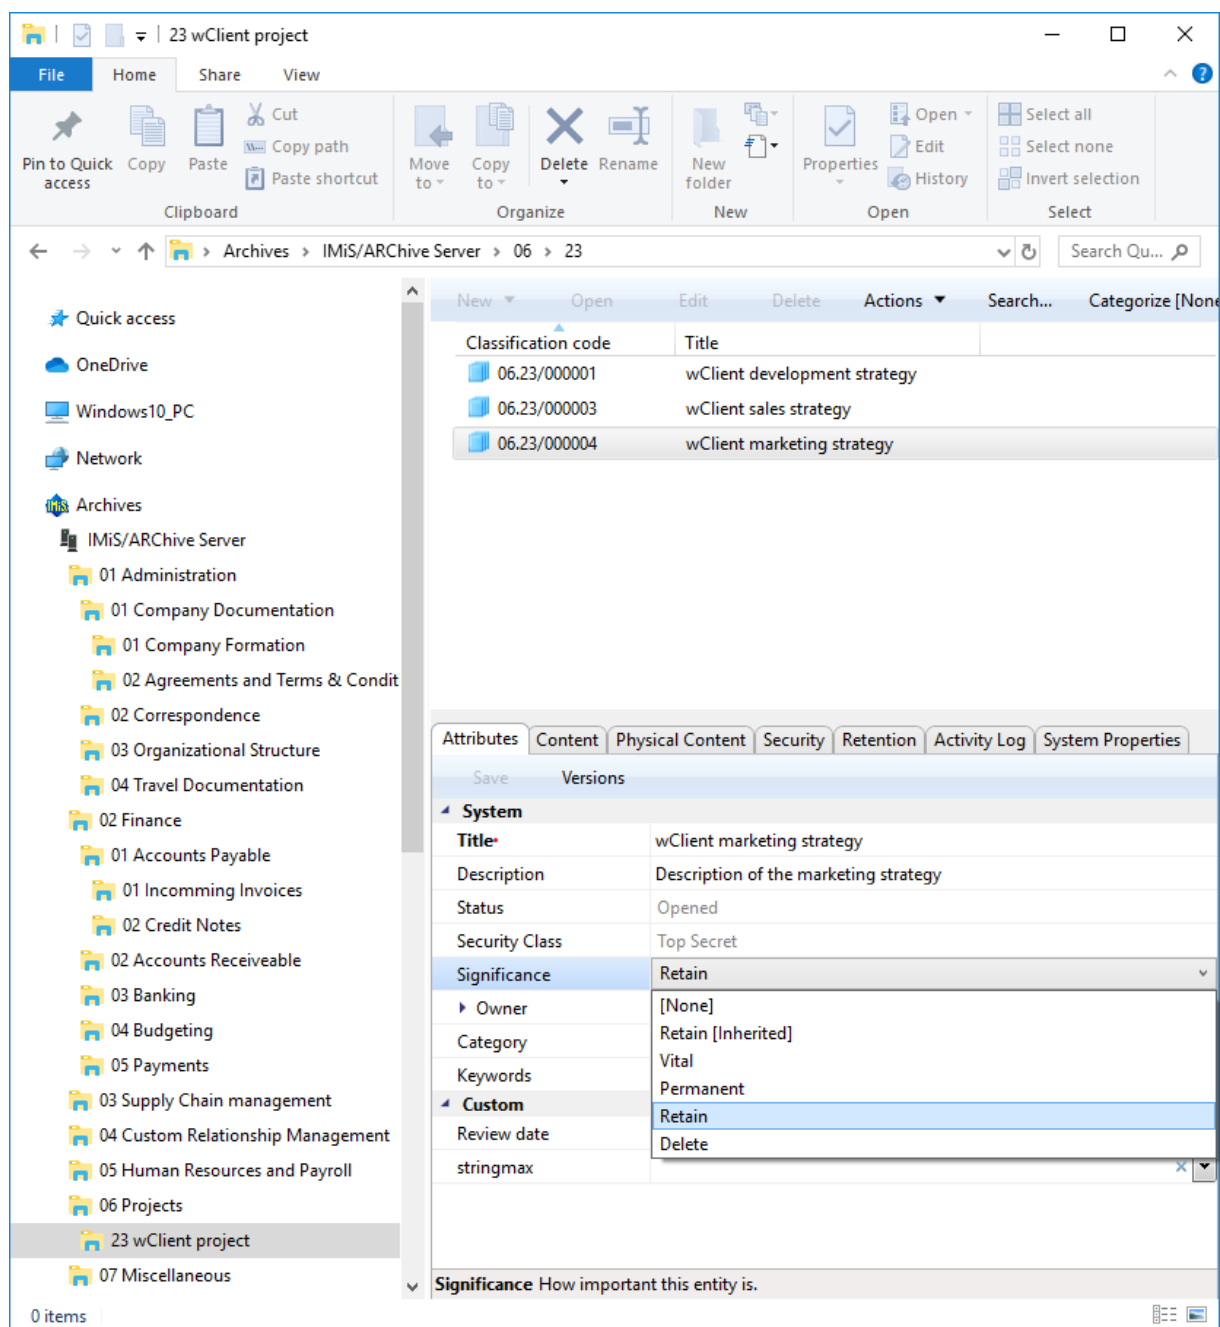 23 wClient project
File Home Share View
Pin to Quick access
Copy
Paste
Cut
Copy path
Paste shortcut
Move to
Copy to
Delete
Rename
New folder
Properties
Open
Edit
History
Select all
Select none
Invert selection
Clipboard Organize New Open Select
Archives > IMiS/ARChive Server > 06 > 23
Search Qu...
Quick access
OneDrive
Windows10_PC
Network
Archives
IMiS/ARChive Server
01 Administration
01 Company Documentation
01 Company Formation
02 Agreements and Terms & Condit
02 Correspondence
03 Organizational Structure
04 Travel Documentation
02 Finance
01 Accounts Payable
01 Incomming Invoices
02 Credit Notes
02 Accounts Receiveable
03 Banking
04 Budgeting
05 Payments
03 Supply Chain management
04 Custom Relationship Management
05 Human Resources and Payroll
06 Projects
23 wClient project
07 Miscellaneous
0 items
New Open Edit Delete Actions Search... Categorize [None
Classification code Title
06.23/000001 wClient development strategy
06.23/000003 wClient sales strategy
06.23/000004 wClient marketing strategy
Attributes Content Physical Content Security Retention Activity Log System Properties
Save Versions
System
Title• wClient marketing strategy
Description Description of the marketing strategy
Status Opened
Security Class Top Secret
Significance Retain
Owner
Category
Keywords
[None]
Retain [Inherited]
Vital
Permanent
Retain
Delete
Custom
Review date
stringmax
Significance How important this entity is.